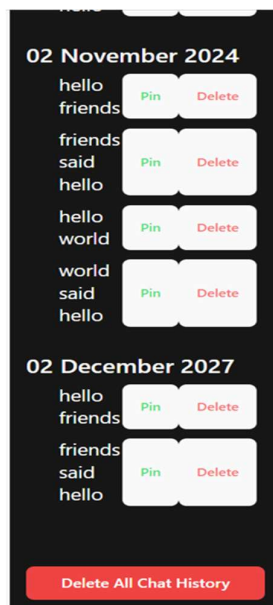 02 November 2024
hello
friends
Pin
Delete
friends
said
hello
Pin
Delete
hello
world
Pin
Delete
world
said
hello
Pin
Delete
02 December 2027
hello
friends
Pin
Delete
friends
said
hello
Pin
Delete
Delete All Chat History